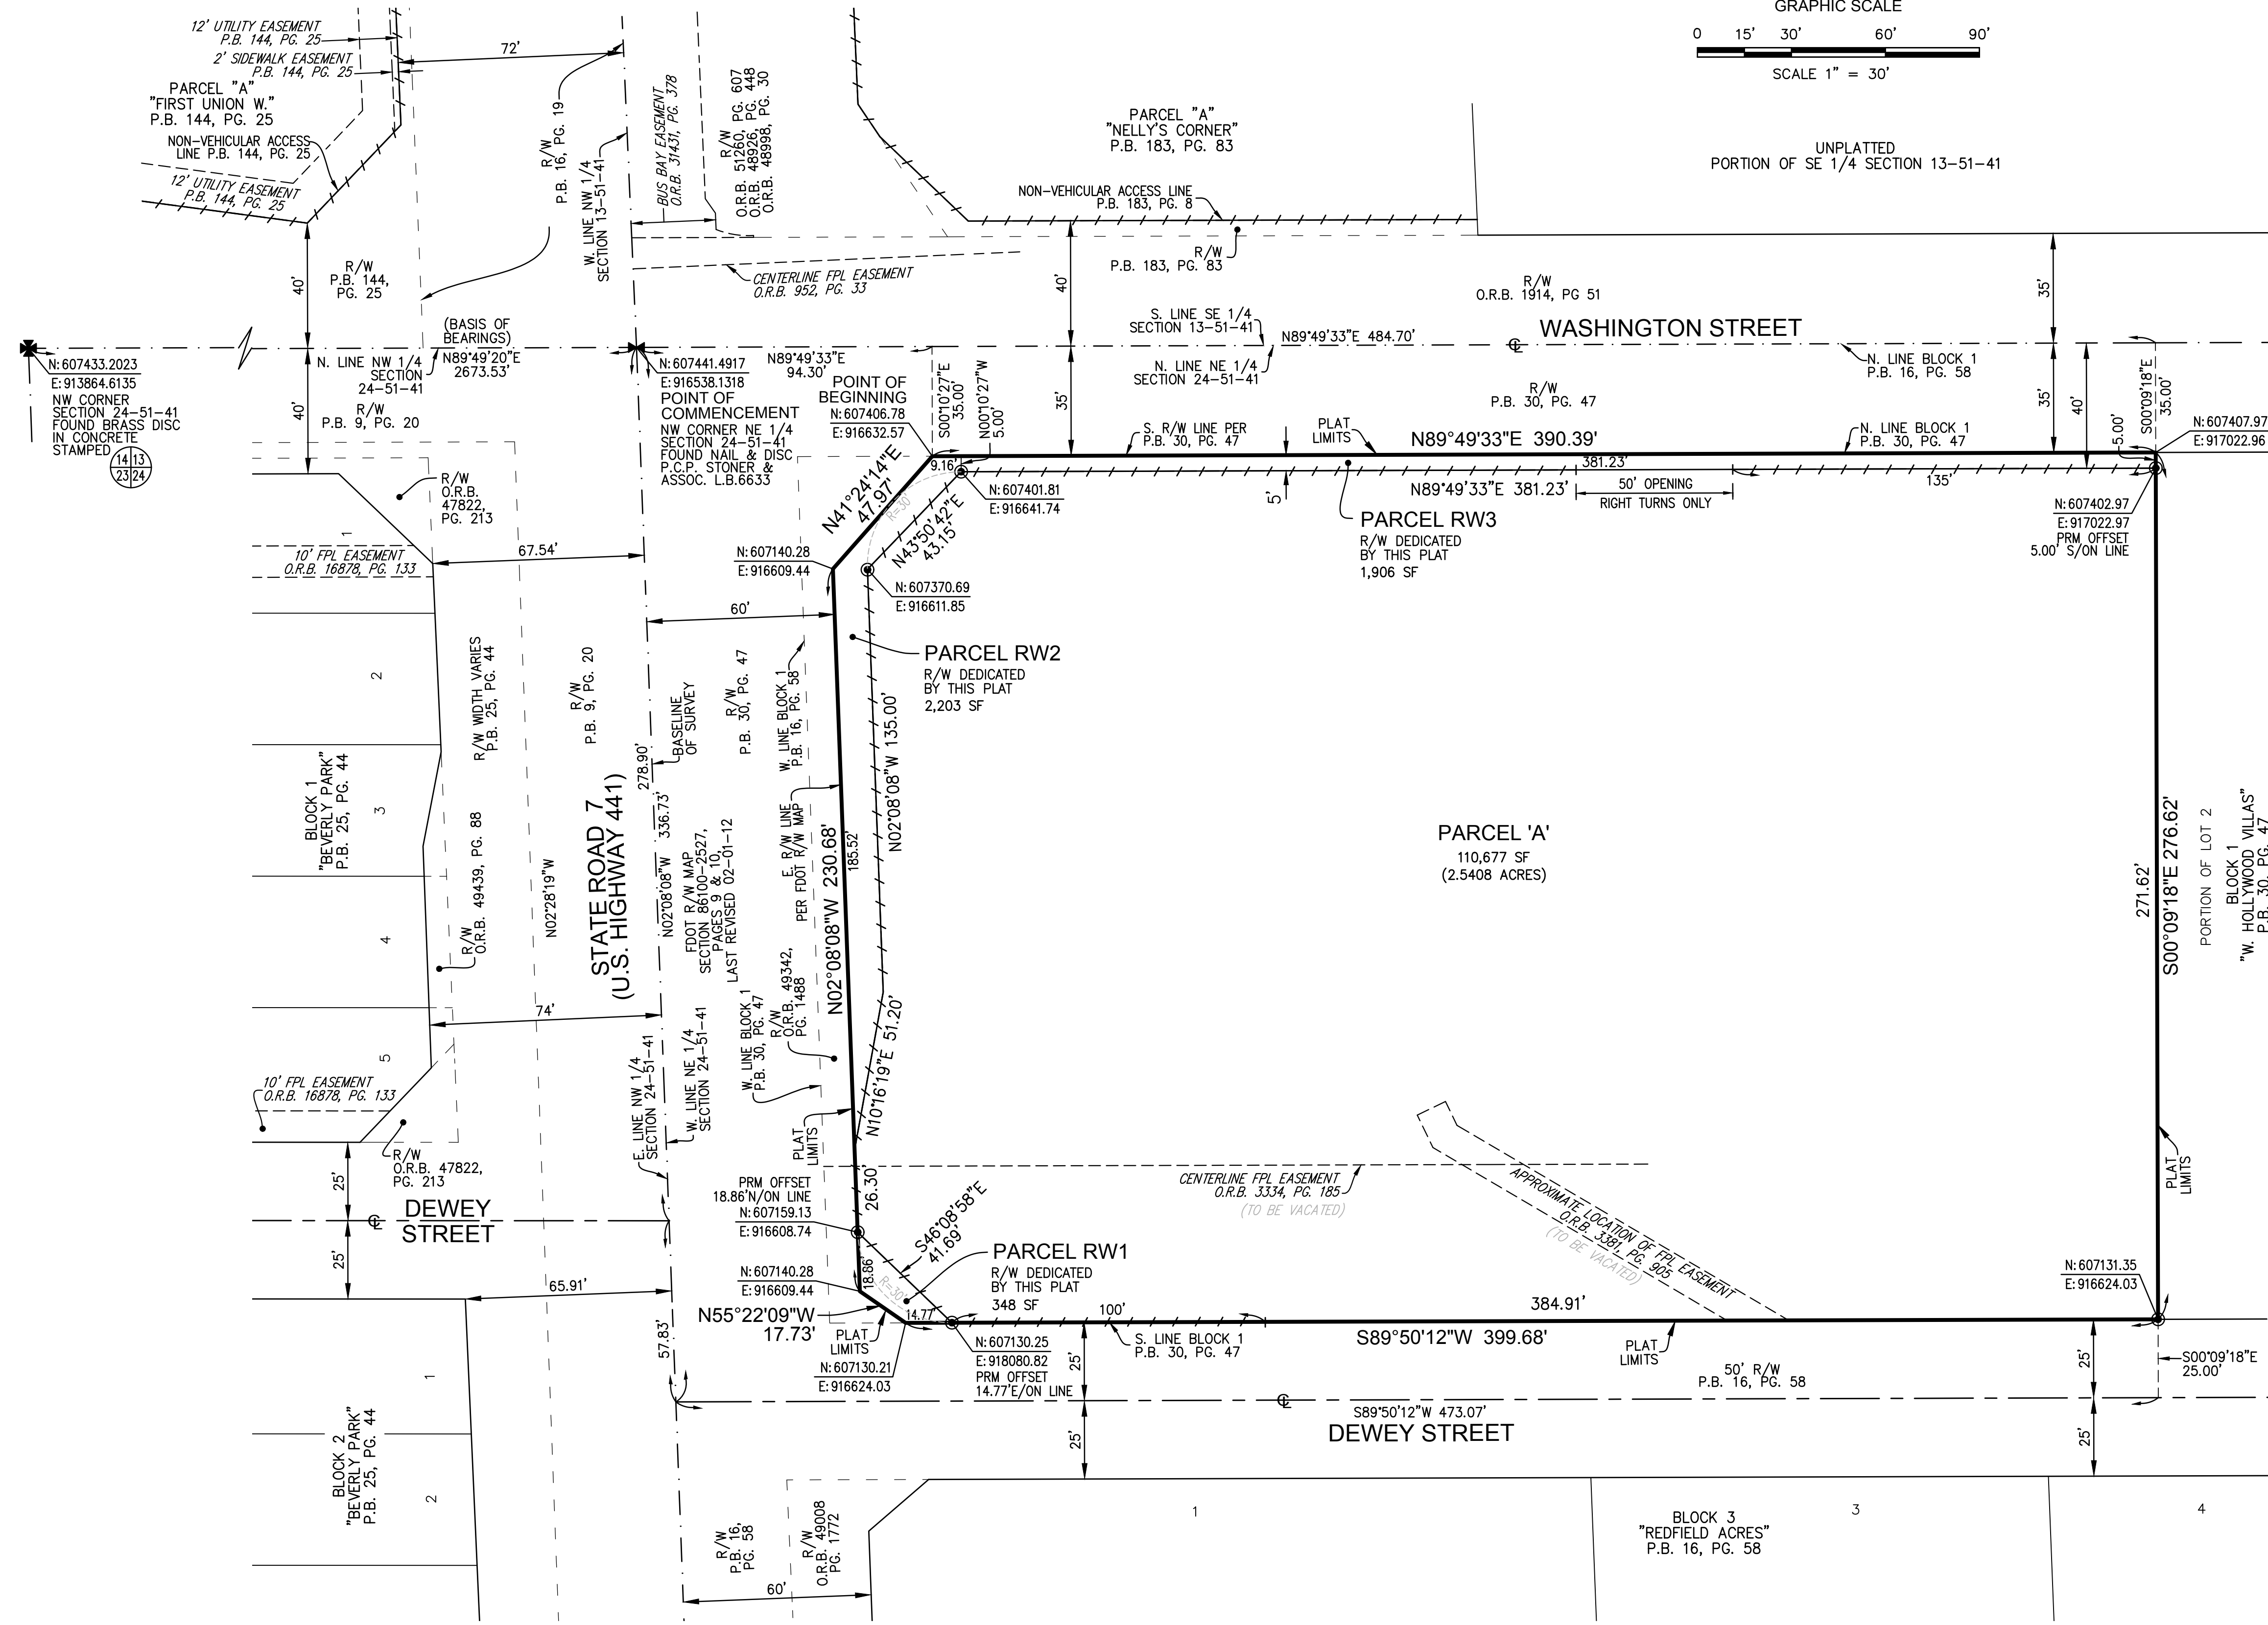 GRAPHIC SCALE
0 15' 30' 60' 90'
SCALE 1" = 30'
12' UTILITY EASEMENT
P.B. 144, PG. 25
2' SIDEWALK EASEMENT
P.B. 144, PG. 25
PARCEL "A"
"FIRST UNION W."
P.B. 144, PG. 25
NON-VEHICULAR ACCESS
LINE P.B. 144, PG. 25
12' UTILITY EASEMENT
P.B. 144, PG. 25
72'
R/W
P.B. 16, PG. 19
W. LINE NW 1/4
SECTION 13-51-41
BUS BAY EASEMENT
O.R.B. 31431, PG. 378
R/W
O.R.B. 51260, PG. 607
O.R.B. 48926, PG. 448
O.R.B. 48998, PG. 30
PARCEL "A"
"NELLY'S CORNER"
P.B. 183, PG. 83
NON-VEHICULAR ACCESS LINE
P.B. 183, PG. 8
UNPLATTED
PORTION OF SE 1/4 SECTION 13-51-41
40'
R/W
P.B. 144,
PG. 25
CENTERLINE FPL EASEMENT
O.R.B. 952, PG. 33
40'
R/W
P.B. 183, PG. 83
R/W
O.R.B. 1914, PG 51
35'
S. LINE SE 1/4
SECTION 13-51-41
WASHINGTON STREET
N89°49'33"E 484.70'
℄
(BASIS OF
BEARINGS)
N89°49'20"E
2673.53'
N. LINE NW 1/4
SECTION
24-51-41
N:607433.2023
E:913864.6135
NW CORNER
SECTION 24-51-41
FOUND BRASS DISC
IN CONCRETE
STAMPED
14 13
23 24
40'
R/W
P.B. 9, PG. 20
N:607441.4917
E:916538.1318
POINT OF
COMMENCEMENT
NW CORNER NE 1/4
SECTION 24-51-41
FOUND NAIL & DISC
P.C.P. STONER &
ASSOC. L.B.6633
N89°49'33"E
94.30'
POINT OF
BEGINNING
N:607406.78
E:916632.57
S00°10'27"E
35.00'
N00°10'27"W
5.00'
35'
N. LINE NE 1/4
SECTION 24-51-41
R/W
P.B. 30, PG. 47
N. LINE BLOCK 1
P.B. 16, PG. 58
35'
40'
5.00'
S00°09'18"E
35.00'
N:607407.97
E:917022.96
S. R/W LINE PER
P.B. 30, PG. 47
PLAT
LIMITS
N89°49'33"E 390.39'
N. LINE BLOCK 1
P.B. 30, PG. 47
9.16'
381.23'
N:607401.81
E:916641.74
5'
N89°49'33"E 381.23'
50' OPENING
RIGHT TURNS ONLY
135'
N:607402.97
E:917022.97
PRM OFFSET
5.00' S/ON LINE
PARCEL RW3
R/W DEDICATED
BY THIS PLAT
1,906 SF
N41°24'14"E
47.97'
R=30'
N43°50'42"E
43.15'
N:607140.28
E:916609.44
N:607370.69
E:916611.85
R/W
O.R.B.
47822,
PG. 213
1
10' FPL EASEMENT
O.R.B. 16878, PG. 133
67.54'
60'
PARCEL RW2
R/W DEDICATED
BY THIS PLAT
2,203 SF
2
R/W WIDTH VARIES
P.B. 25, PG. 44
R/W
P.B. 9, PG. 20
BASELINE
OF SURVEY
R/W
P.B. 30, PG. 47
W. LINE BLOCK 1
P.B. 16, PG. 58
N02°08'08"W 135.00'
BLOCK 1
"BEVERLY PARK"
P.B. 25, PG. 44
3
4
5
R/W
O.R.B. 49439, PG. 88
N02°28'19"W
STATE ROAD 7
(U.S. HIGHWAY 441)
278.90'
N02°08'08"W 336.73'
FDOT R/W MAP
SECTION 86100-2527,
PAGES 9 & 10,
LAST REVISED 02-01-12
E. R/W LINE
PER FDOT R/W MAP
N02°08'08"W 230.68'
185.52'
PARCEL 'A'
110,677 SF
(2.5408 ACRES)
271.62'
S00°09'18"E 276.62'
PORTION OF LOT 2
BLOCK 1
"W. HOLLYWOOD VILLAS"
P.B. 30, PG. 47
74'
W. LINE BLOCK 1
P.B. 30, PG. 47
R/W
O.R.B. 49342,
PG. 1488
E. LINE NW 1/4
SECTION 24-51-41
W. LINE NE 1/4
SECTION 24-51-41
N10°16'19"E 51.20'
PLAT
LIMITS
10' FPL EASEMENT
O.R.B. 16878, PG. 133
R/W
O.R.B. 47822,
PG. 213
25'
DEWEY
STREET
℄
25'
PRM OFFSET
18.86'N/ON LINE
N:607159.13
E:916608.74
26.30'
S46°08'58"E
41.69'
CENTERLINE FPL EASEMENT
O.R.B. 3334, PG. 185
(TO BE VACATED)
APPROXIMATE LOCATION OF FPL EASEMENT
O.R.B. 3381, PG. 905
(TO BE VACATED)
PLAT
LIMITS
PARCEL RW1
R/W DEDICATED
BY THIS PLAT
348 SF
N:607140.28
E:916609.44
18.86'
R=30'
14.77'
N55°22'09"W
17.73'
PLAT
LIMITS
65.91'
57.83'
100'
384.91'
N:607131.35
E:916624.03
N:607130.21
E:916624.03
N:607130.25
E:918080.82
PRM OFFSET
14.77'E/ON LINE
S. LINE BLOCK 1
P.B. 30, PG. 47
S89°50'12"W 399.68'
PLAT
LIMITS
25'
50' R/W
P.B. 16, PG. 58
25'
S00°09'18"E
25.00'
℄
S89°50'12"W 473.07'
DEWEY STREET
25'
25'
BLOCK 2
"BEVERLY PARK"
P.B. 25, PG. 44
1
2
R/W
P.B. 16,
PG. 58
R/W
O.R.B. 49008
PG. 1772
60'
1
BLOCK 3
"REDFIELD ACRES"
P.B. 16, PG. 58
3
4